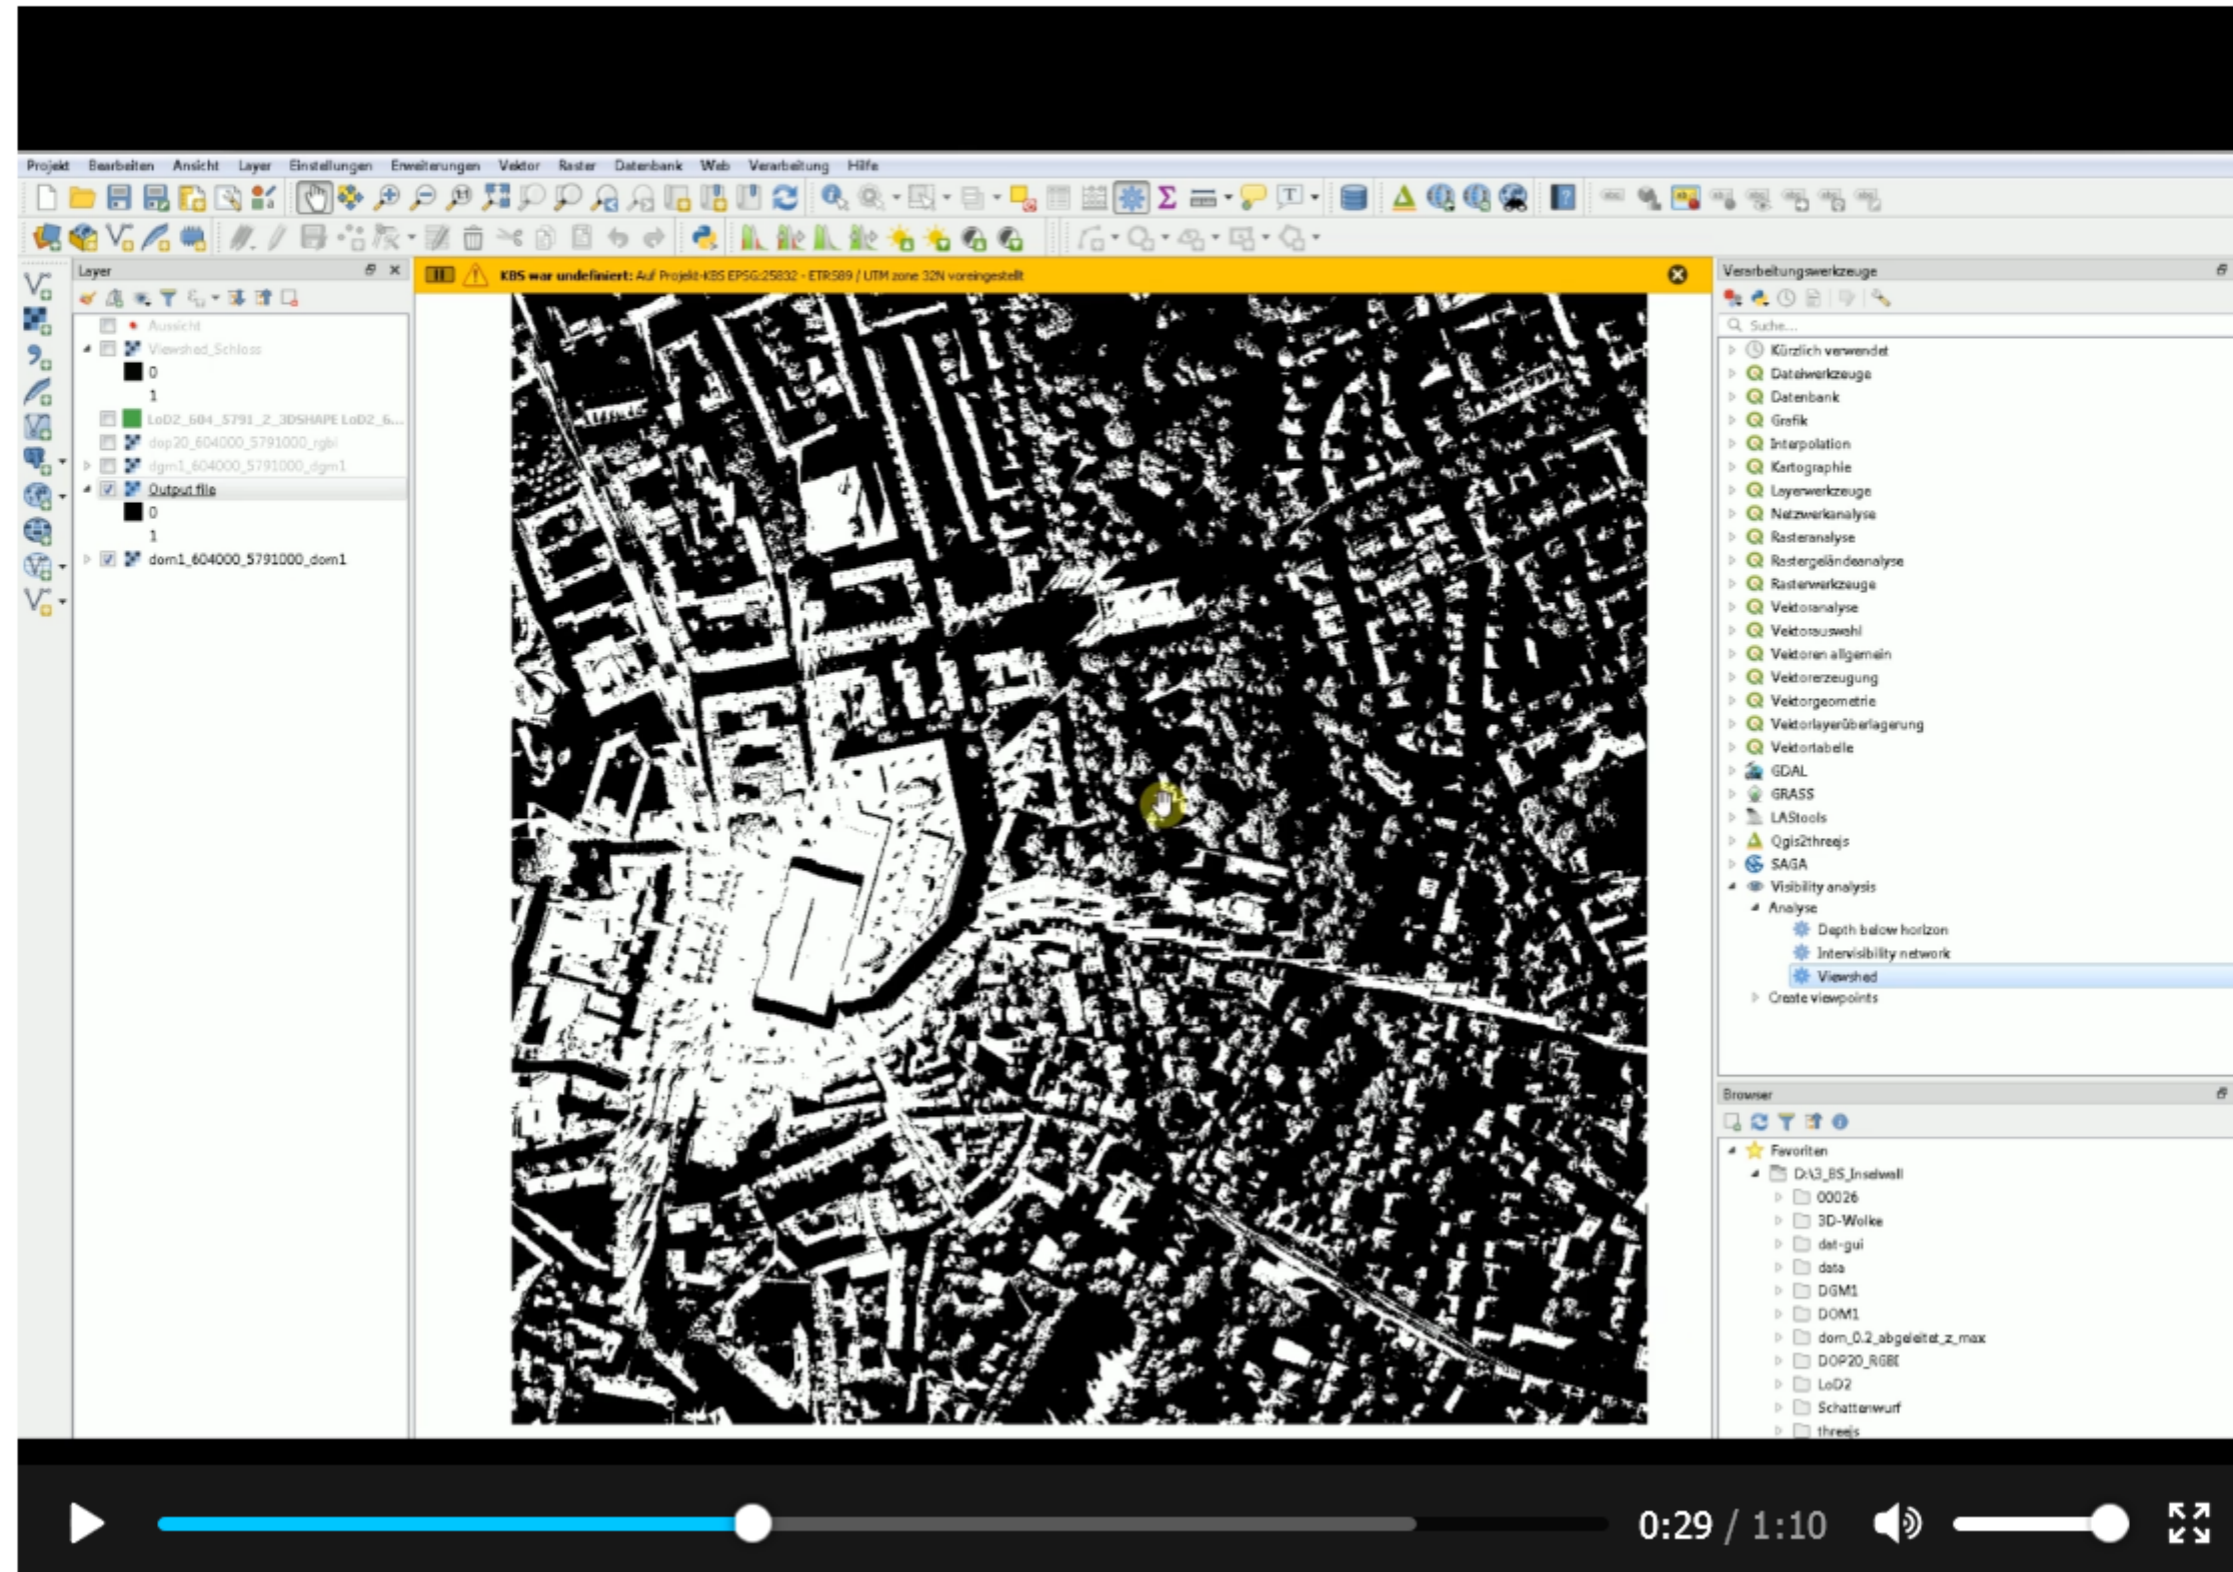 Projekt Bearbeiten Ansicht Layer Einstellungen Erweiterungen Vektor Raster Datenbank Web Verarbeitung Hilfe
Layer
Aussicht
Viewshed_Schloss
0
1
LoD2_604_5791_2_3DSHAPE LoD2_6...
dop20_604000_5791000_rgbi
dgm1_604000_5791000_dgm1
Output file
0
1
dom1_604000_5791000_dom1
KBS war undefiniert: Auf Projekt-KBS EPSG:25832 - ETRS89 / UTM zone 32N voreingestellt
Verarbeitungswerkzeuge
Suche...
Kürzlich verwendet
Dateiwerkzeuge
Datenbank
Grafik
Interpolation
Kartographie
Layerwerkzeuge
Netzwerkanalyse
Rasteranalyse
Rastergeländeanalyse
Rasterwerkzeuge
Vektoranalyse
Vektorauswahl
Vektoren allgemein
Vektorerzeugung
Vektorgeometrie
Vektorlayerüberlagerung
Vektortabelle
GDAL
GRASS
LAStools
Qgis2threejs
SAGA
Visibility analysis
Analyse
Depth below horizon
Intervisibility network
Viewshed
Create viewpoints
Browser
Favoriten
D:\3_BS_Inselwall
00026
3D-Wolke
dat-gui
data
DGM1
DOM1
dom_0.2_abgeleitet_z_max
DOP20_RGBI
LoD2
Schattenwurf
threejs
0:29 / 1:10